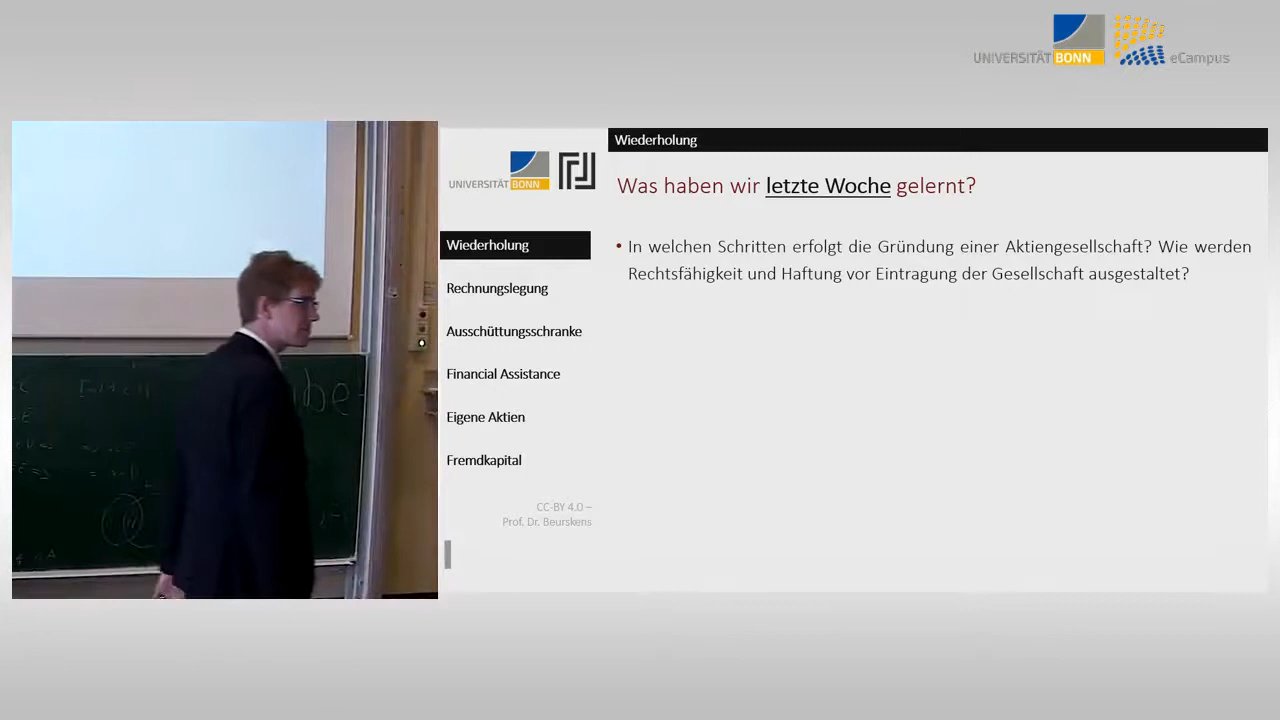 UNIVERSITÄT BONN
eCampus
Wiederholung
UNIVERSITÄT BONN
Was haben wir letzte Woche gelernt?
Wiederholung
• In welchen Schritten erfolgt die Gründung einer Aktiengesellschaft? Wie werden
Rechtsfähigkeit und Haftung vor Eintragung der Gesellschaft ausgestaltet?
Rechnungslegung
Ausschüttungsschranke
Financial Assistance
Eigene Aktien
Fremdkapital
CC-BY 4.0 –
Prof. Dr. Beurskens